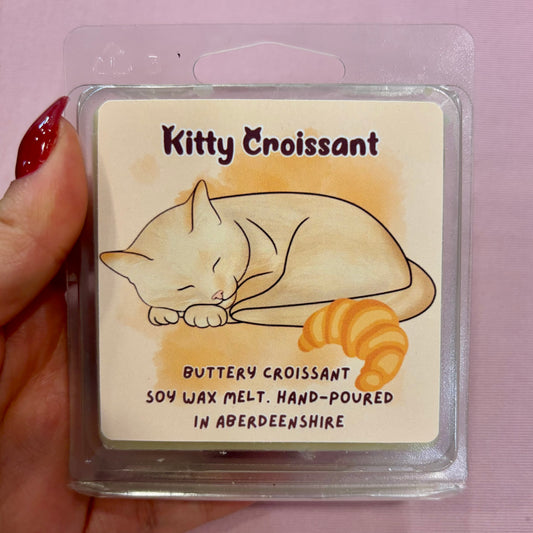 Kitty Croissant
BUTTERY CROISSANT
SOY WAX MELT. HAND-POURED
IN ABERDEENSHIRE